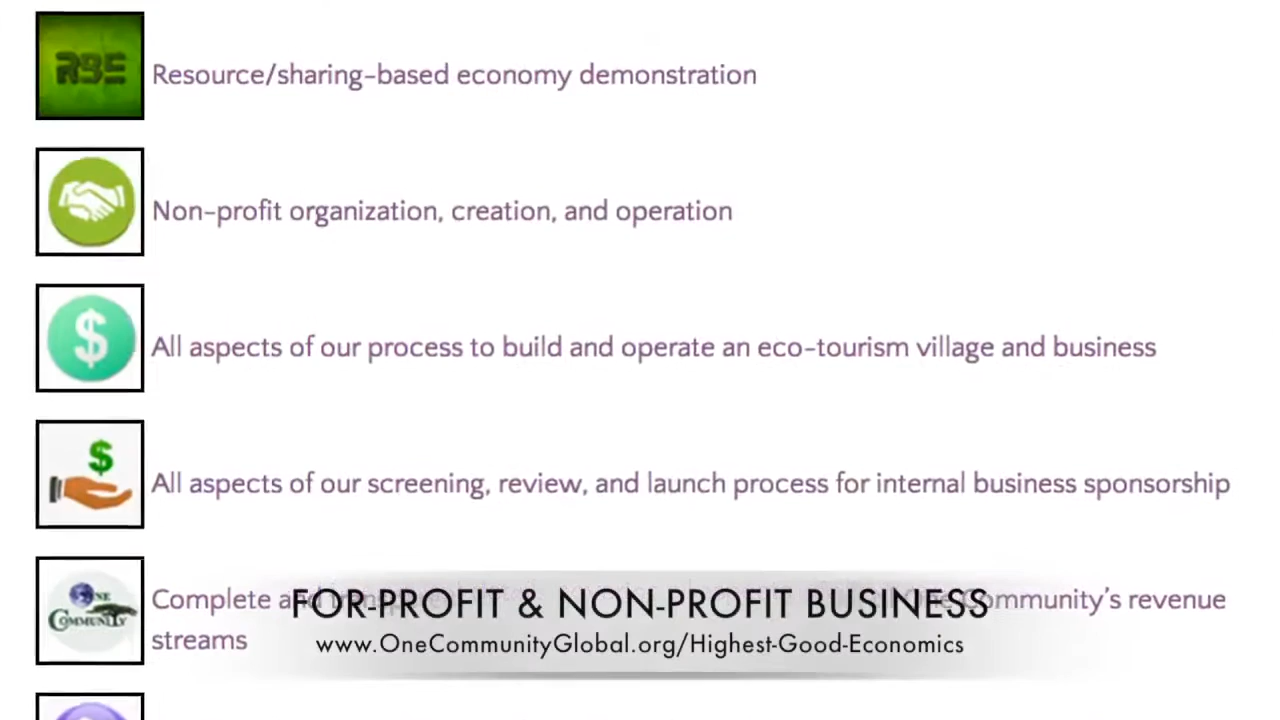 RBE
Resource/sharing-based economy demonstration
Non-profit organization, creation, and operation
$
All aspects of our process to build and operate an eco-tourism village and business
$
All aspects of our screening, review, and launch process for internal business sponsorship
ONE
COMMUNITY
Complete and Community's revenue
streams
FOR-PROFIT & NON-PROFIT BUSINESS
www.OneCommunityGlobal.org/Highest-Good-Economics